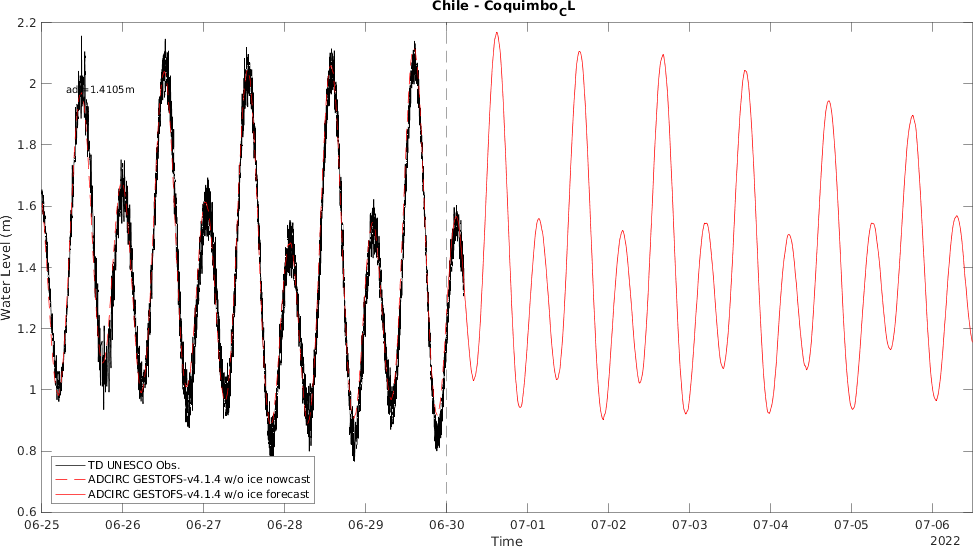 Chile - Coquimbo_CL
2.2
2
1.8
1.6
1.4
1.2
1
0.8
0.6
Water Level (m)
adj=1.4105m
TD UNESCO Obs.
ADCIRC GESTOFS-v4.1.4 w/o ice nowcast
ADCIRC GESTOFS-v4.1.4 w/o ice forecast
06-25 06-26 06-27 06-28 06-29 06-30 07-01 07-02 07-03 07-04 07-05 07-06
Time
2022